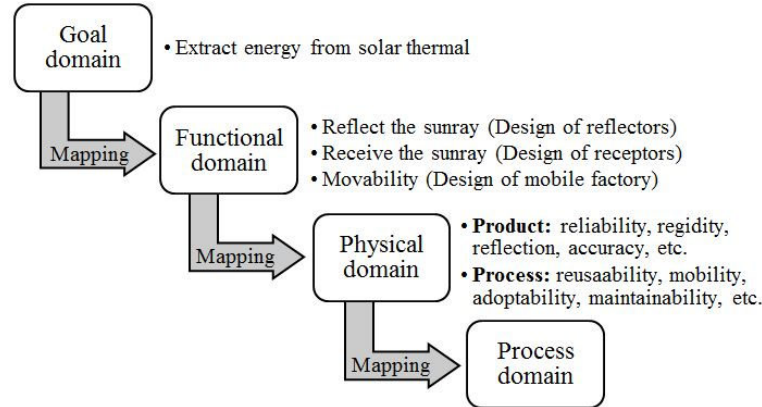 Goal
domain
• Extract energy from solar thermal
Mapping
Functional
domain
• Reflect the sunray (Design of reflectors)
• Receive the sunray (Design of receptors)
• Movability (Design of mobile factory)
Mapping
Physical
domain
• Product: reliability, regidity,
reflection, accuracy, etc.
• Process: reusaability, mobility,
adoptability, maintainability, etc.
Mapping
Process
domain